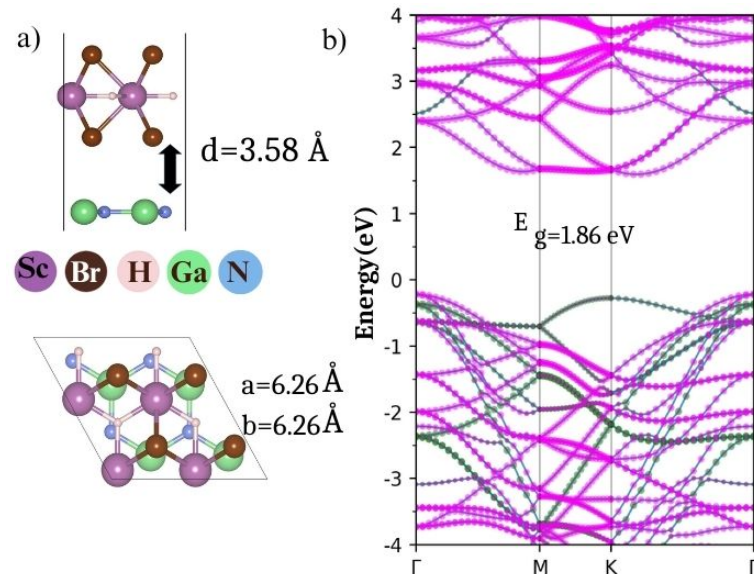 a)
d=3.58 Å
Sc Br H Ga N
a=6.26 Å
b=6.26 Å
b)
Energy(eV)
4
3
2
1
0
-1
-2
-3
-4
E g=1.86 eV
Γ M K Γ